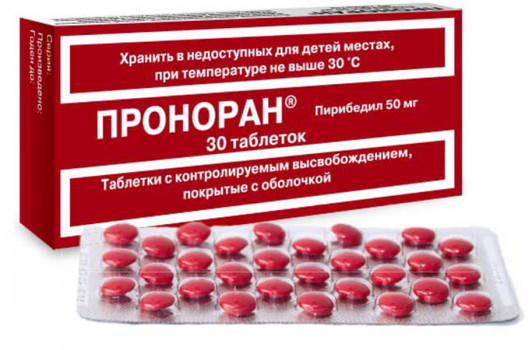 Хранить в недоступных для детей местах,
при температуре не выше 30 °С
ПРОНОРАН® Пирибедил 50 мг
30 таблеток
Таблетки с контролируемым высвобождением,
покрытые с оболочкой
Серии:
Произведено:
Годен до: